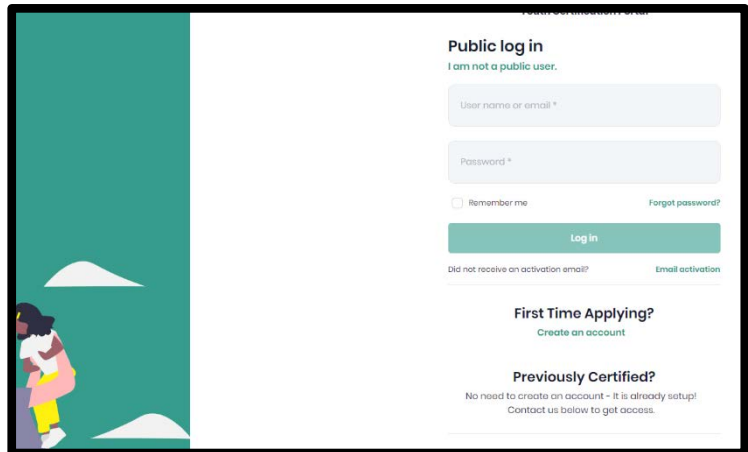 Public log in
I am not a public user.
User name or email *
Password *
Remember me
Forgot password?
Log in
Did not receive an activation email?
Email activation
First Time Applying?
Create an account
Previously Certified?
No need to create an account - It is already setup!
Contact us below to get access.